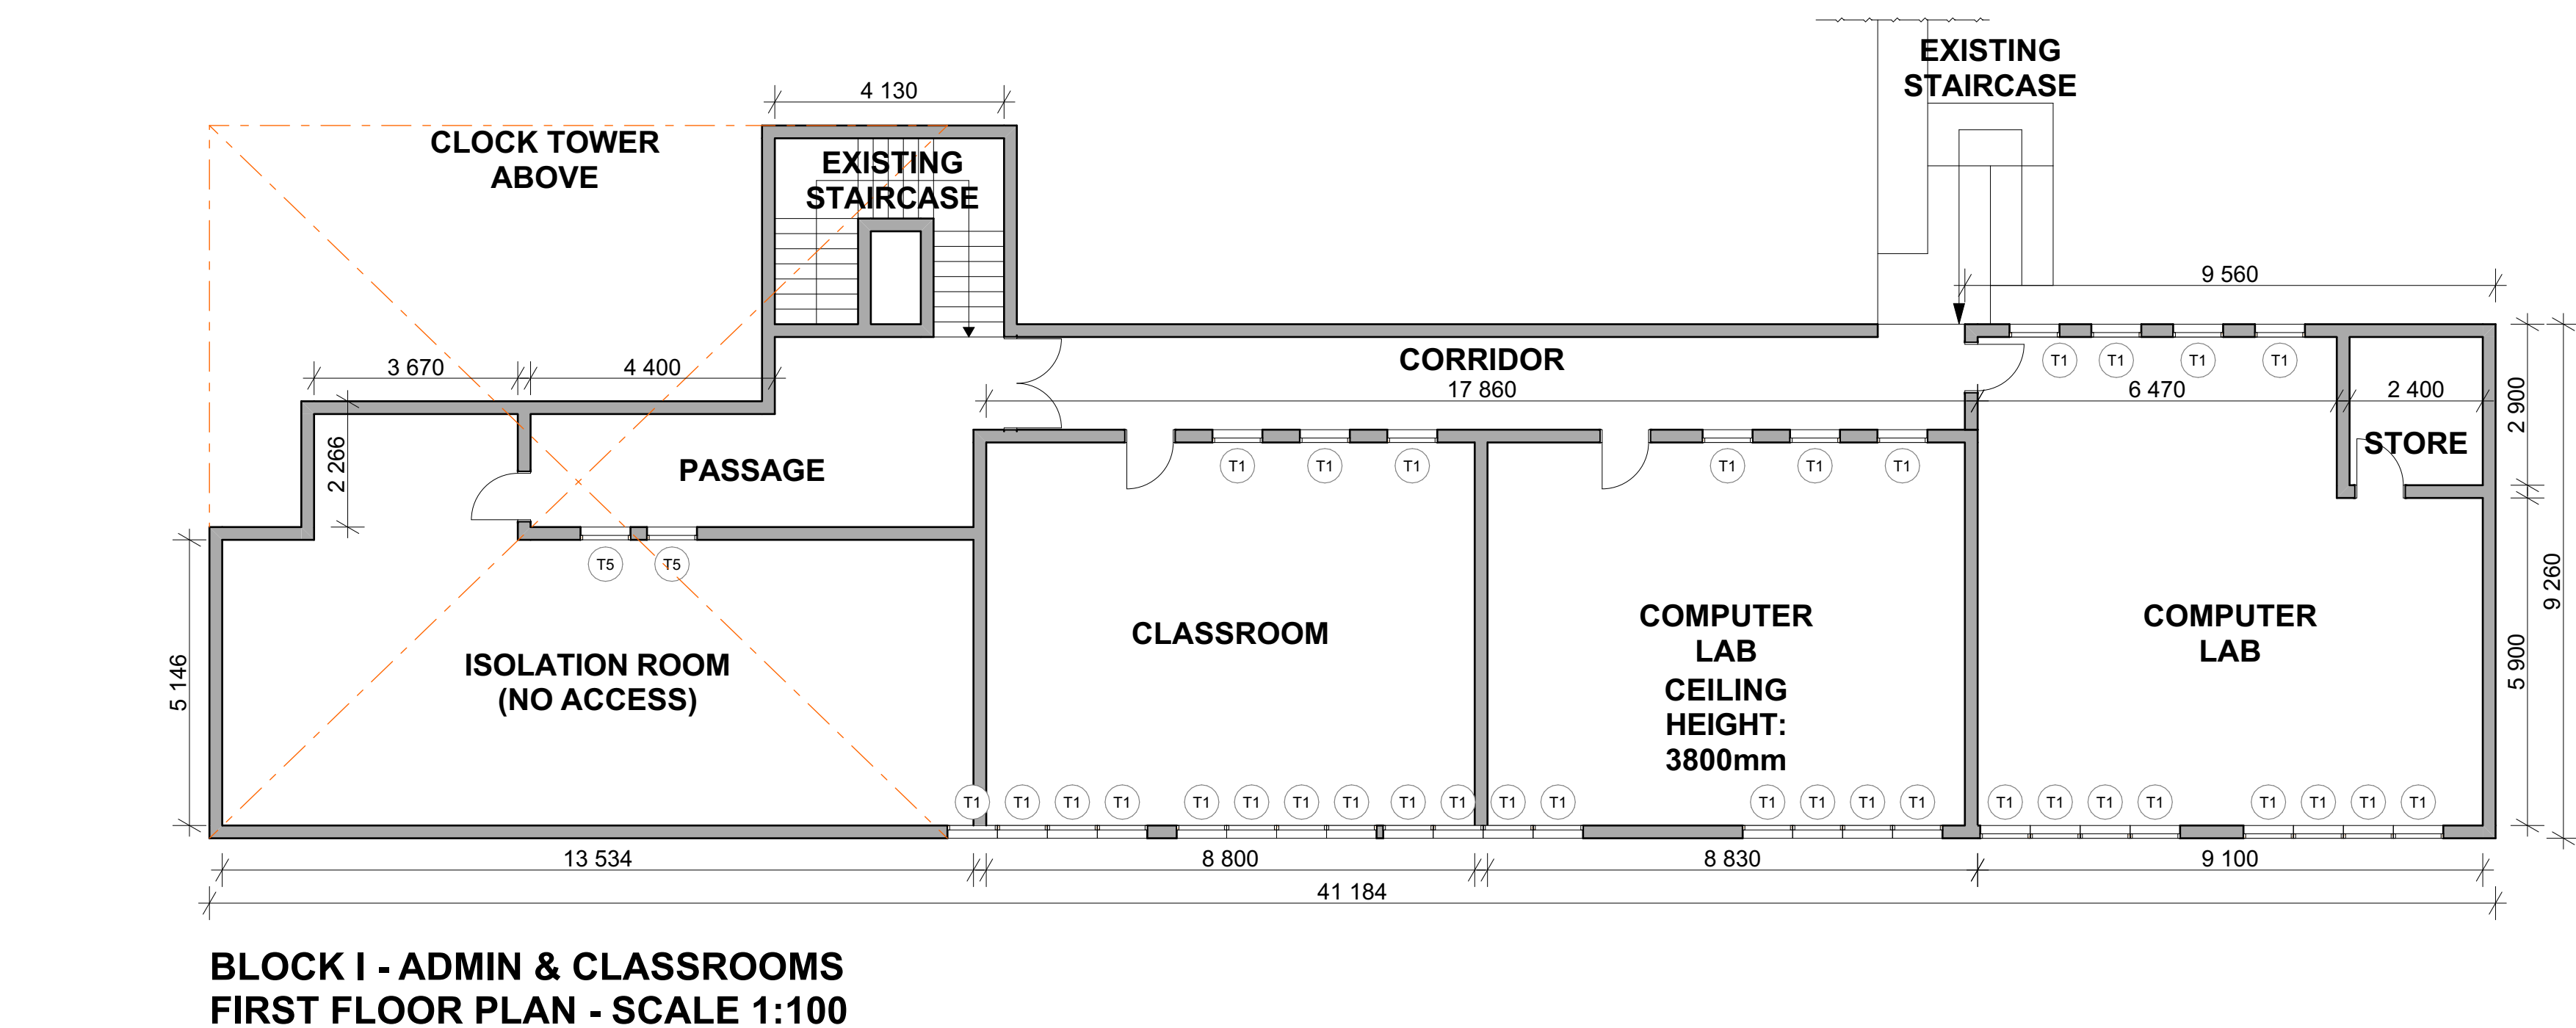 EXISTING
STAIRCASE
4 130
CLOCK TOWER
ABOVE
EXISTING
STAIRCASE
9 560
3 670
4 400
CORRIDOR
17 860
T1 T1 T1 T1
6 470
2 400
2 900
2 266
PASSAGE
STORE
T1 T1 T1 T1 T1 T1
T5 T5
9 260
CLASSROOM
COMPUTER
LAB
COMPUTER
LAB
5 146
ISOLATION ROOM
(NO ACCESS)
5 900
CEILING
HEIGHT:
3800mm
T1 T1 T1 T1 T1 T1 T1 T1 T1 T1 T1 T1 T1 T1 T1 T1 T1 T1 T1 T1 T1 T1 T1 T1
13 534
8 800
8 830
9 100
41 184
BLOCK I - ADMIN & CLASSROOMS
FIRST FLOOR PLAN - SCALE 1:100